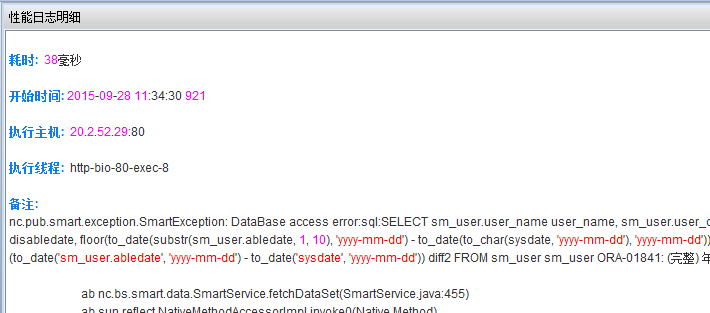 性能日志明细
耗时: 38毫秒
开始时间: 2015-09-28 11:34:30 921
执行主机: 20.2.52.29:80
执行线程: http-bio-80-exec-8
备注:
nc.pub.smart.exception.SmartException: DataBase access error:sql:SELECT sm_user.user_name user_name, sm_user.user_c
disabledate, floor(to_date(substr(sm_user.abledate, 1, 10), 'yyyy-mm-dd') - to_date(to_char(sysdate, 'yyyy-mm-dd'), 'yyyy-mm-dd'))
(to_date('sm_user.abledate', 'yyyy-mm-dd') - to_date('sysdate', 'yyyy-mm-dd')) diff2 FROM sm_user sm_user ORA-01841: (完整) 年
ab nc.bs.smart.data.SmartService.fetchDataSet(SmartService.java:455)
ab sun.reflect.NativeMethodAccessorImpl.invoke0(Native Method)